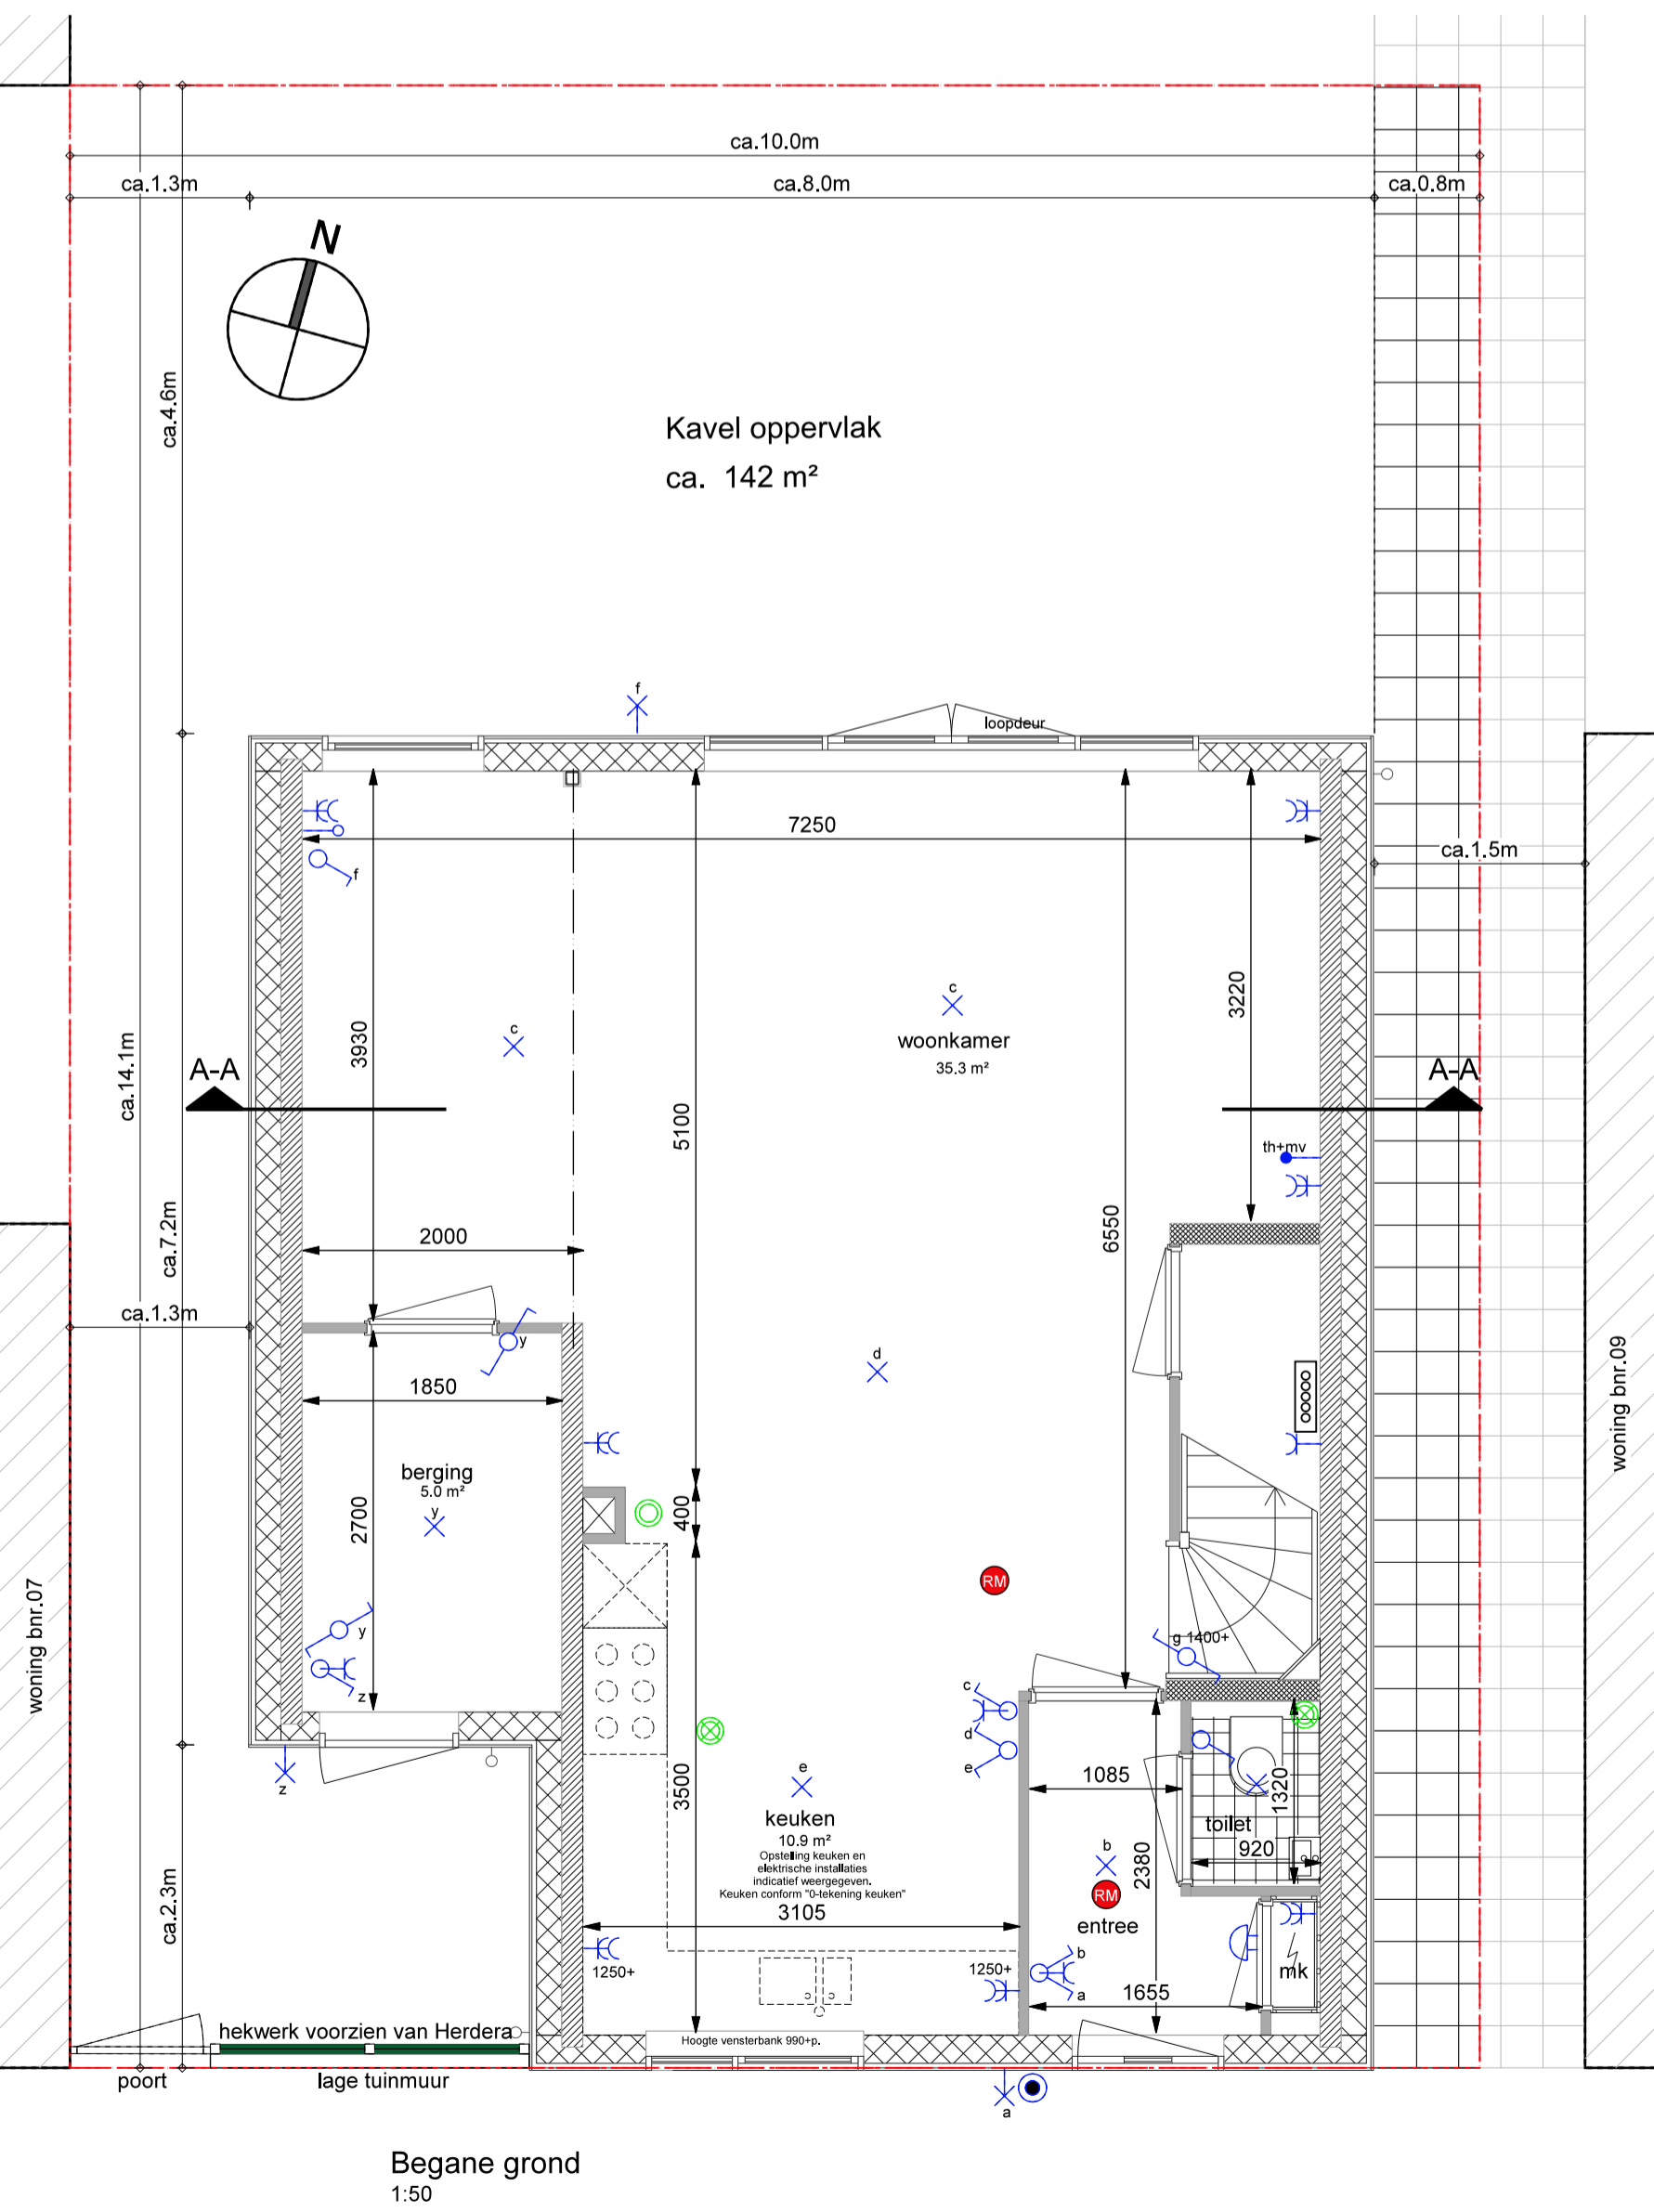 ca.10.0m
ca.1.3m
ca.8.0m
ca.0.8m
N
ca.4.6m
Kavel oppervlak
ca. 142 m²
f
loopdeur
7250
ca.1.5m
f
c
c
woonkamer
35.3 m²
3930
3220
A-A
A-A
ca.14.1m
5100
th+mv
ca.7.2m
2000
6550
ca.1.3m
y
d
1850
woning bnr.09
berging
5.0 m²
y
2700
400
RM
woning bnr.07
y
g 1400+
z
c
d
e
z
3500
e
1085
1320
keuken
10.9 m²
Opstelling keuken en
elektrische installaties
indicatief weergegeven.
Keuken conform "0-tekening keuken"
3105
toilet
920
b
2380
RM
entree
ca.2.3m
1250+
1250+
b
a
mk
1655
hekwerk voorzien van Herdera
Hoogte vensterbank 990+p.
poort
lage tuinmuur
a
Begane grond
1:50